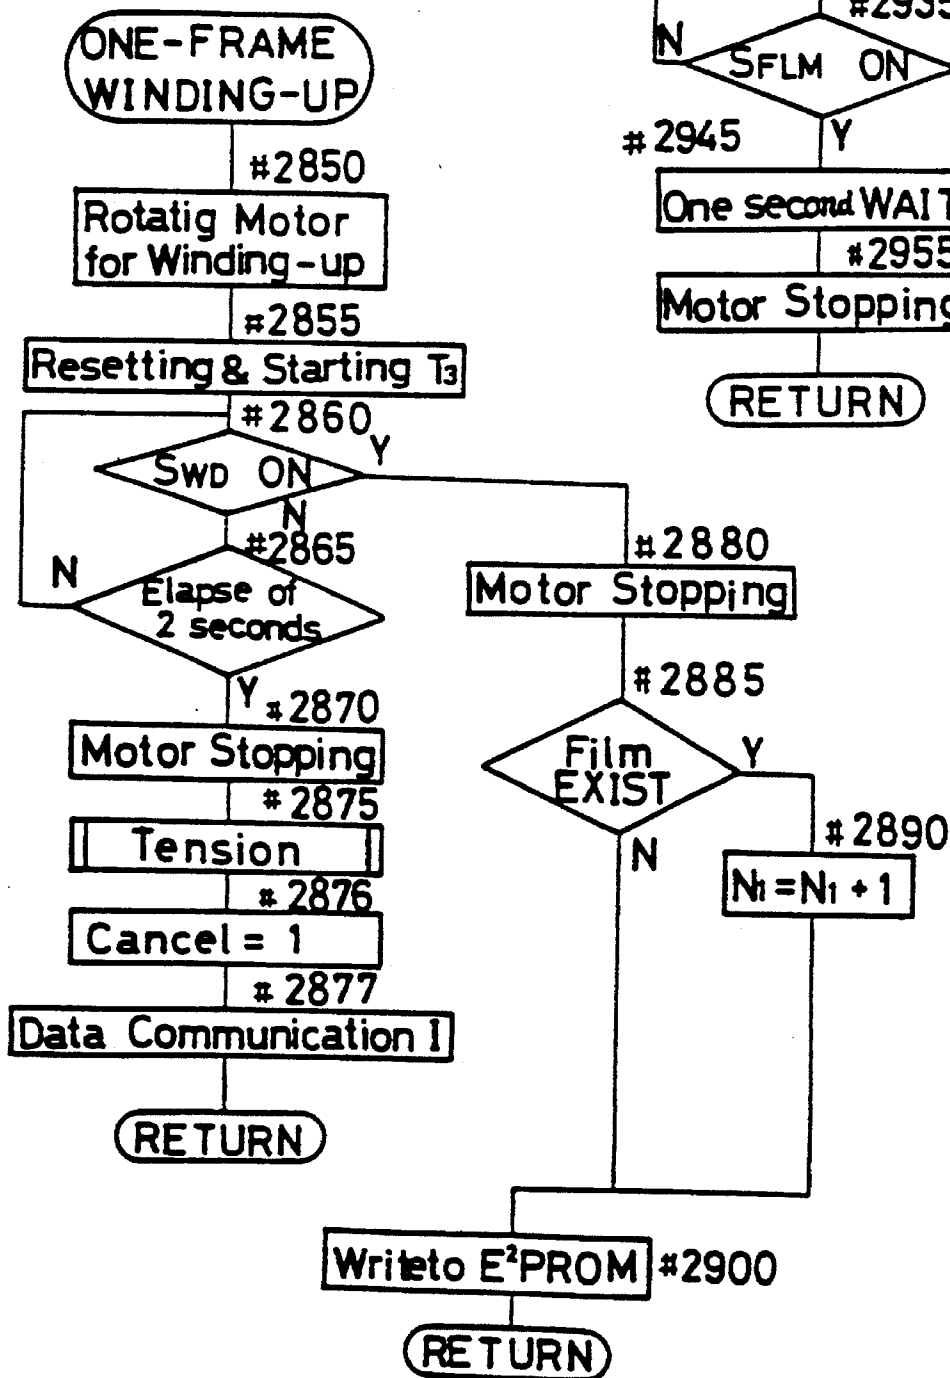 ONE-FRAME
WINDING-UP
#2850
Rotatig Motor
for Winding-up
#2855
Resetting & Starting T3
#2860
Y
SWD ON
N
#2865
N
Elapse of
2 seconds
Y
#2870
Motor Stopping
#2875
Tension
#2876
Cancel = 1
#2877
Data Communication I
RETURN
#2880
Motor Stopping
#2885
Film
EXIST
Y
N
#2890
N1=N1+1
Writeto E²PROM
#2900
RETURN
#2935
N
SFLM ON
Y
#2945
One second WAIT
#2955
Motor Stopping
RETURN